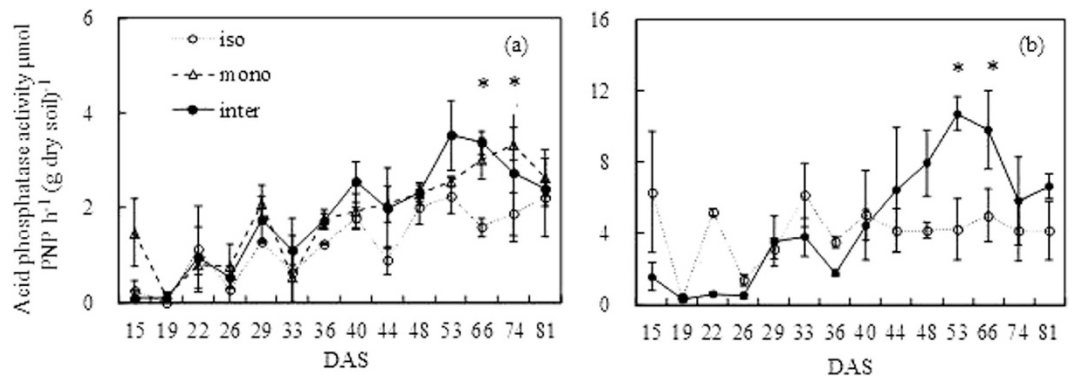 Acid phosphatase activity μmol
PNP h-1 (g dry soil)-1
6
4
2
0
iso
mono
inter
(a)
* *
15 19 22 26 29 33 36 40 44 48 53 66 74 81
DAS
16
12
8
4
0
(b)
* *
15 19 22 26 29 33 36 40 44 48 53 66 74 81
DAS